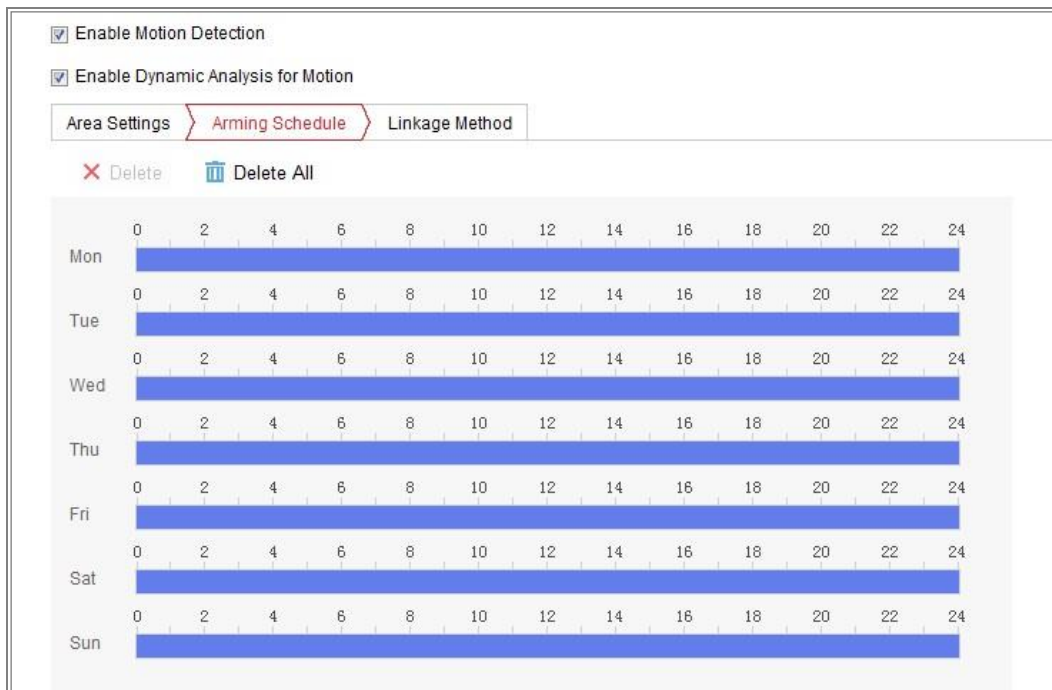 Enable Motion Detection
Enable Dynamic Analysis for Motion
Area Settings Arming Schedule Linkage Method
Delete Delete All
0 2 4 6 8 10 12 14 16 18 20 22 24
Mon
0 2 4 6 8 10 12 14 16 18 20 22 24
Tue
0 2 4 6 8 10 12 14 16 18 20 22 24
Wed
0 2 4 6 8 10 12 14 16 18 20 22 24
Thu
0 2 4 6 8 10 12 14 16 18 20 22 24
Fri
0 2 4 6 8 10 12 14 16 18 20 22 24
Sat
0 2 4 6 8 10 12 14 16 18 20 22 24
Sun